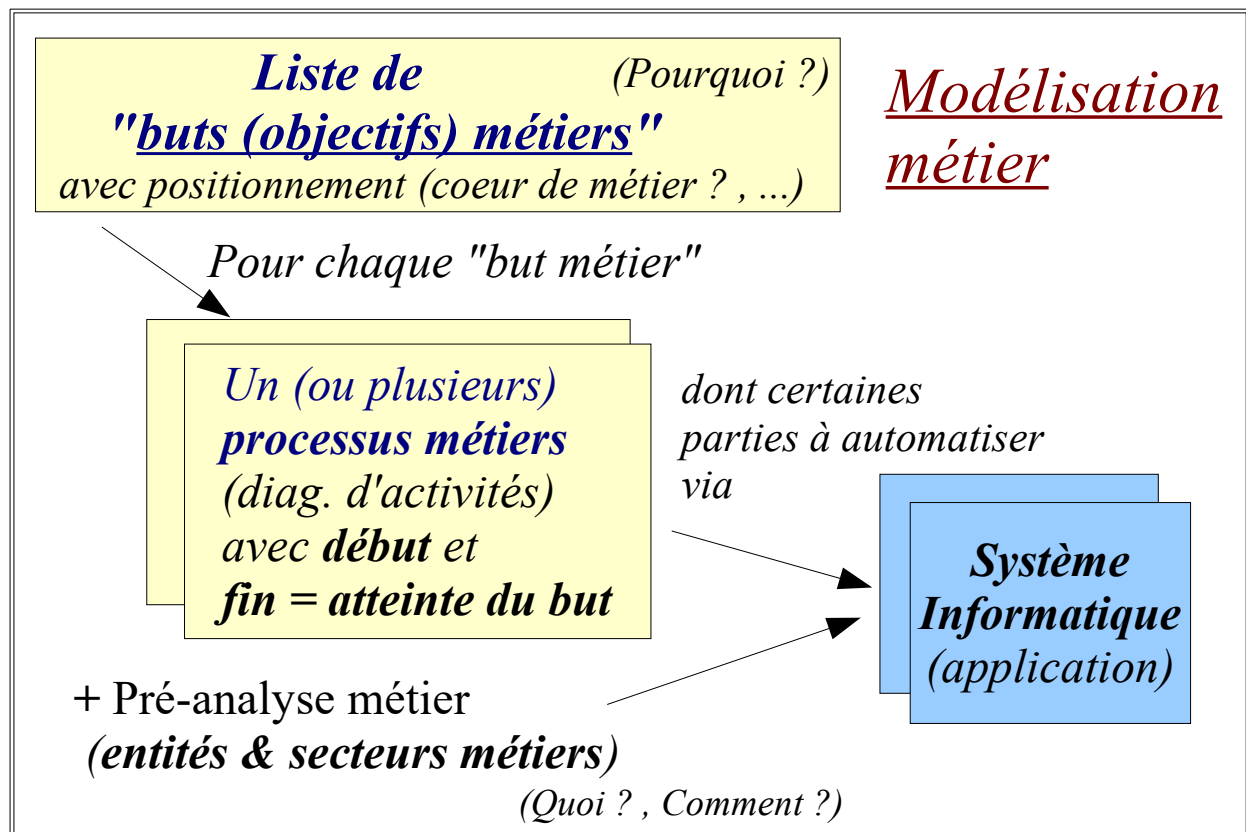 Liste de (Pourquoi ?)
"buts (objectifs) métiers"
avec positionnement (coeur de métier ? , ...)
Modélisation
métier
Pour chaque "but métier"
Un (ou plusieurs)
processus métiers
(diag. d'activités)
avec début et
fin = atteinte du but
dont certaines
parties à automatiser
via
Système
Informatique
(application)
+ Pré-analyse métier
(entités & secteurs métiers)
(Quoi ? , Comment ?)